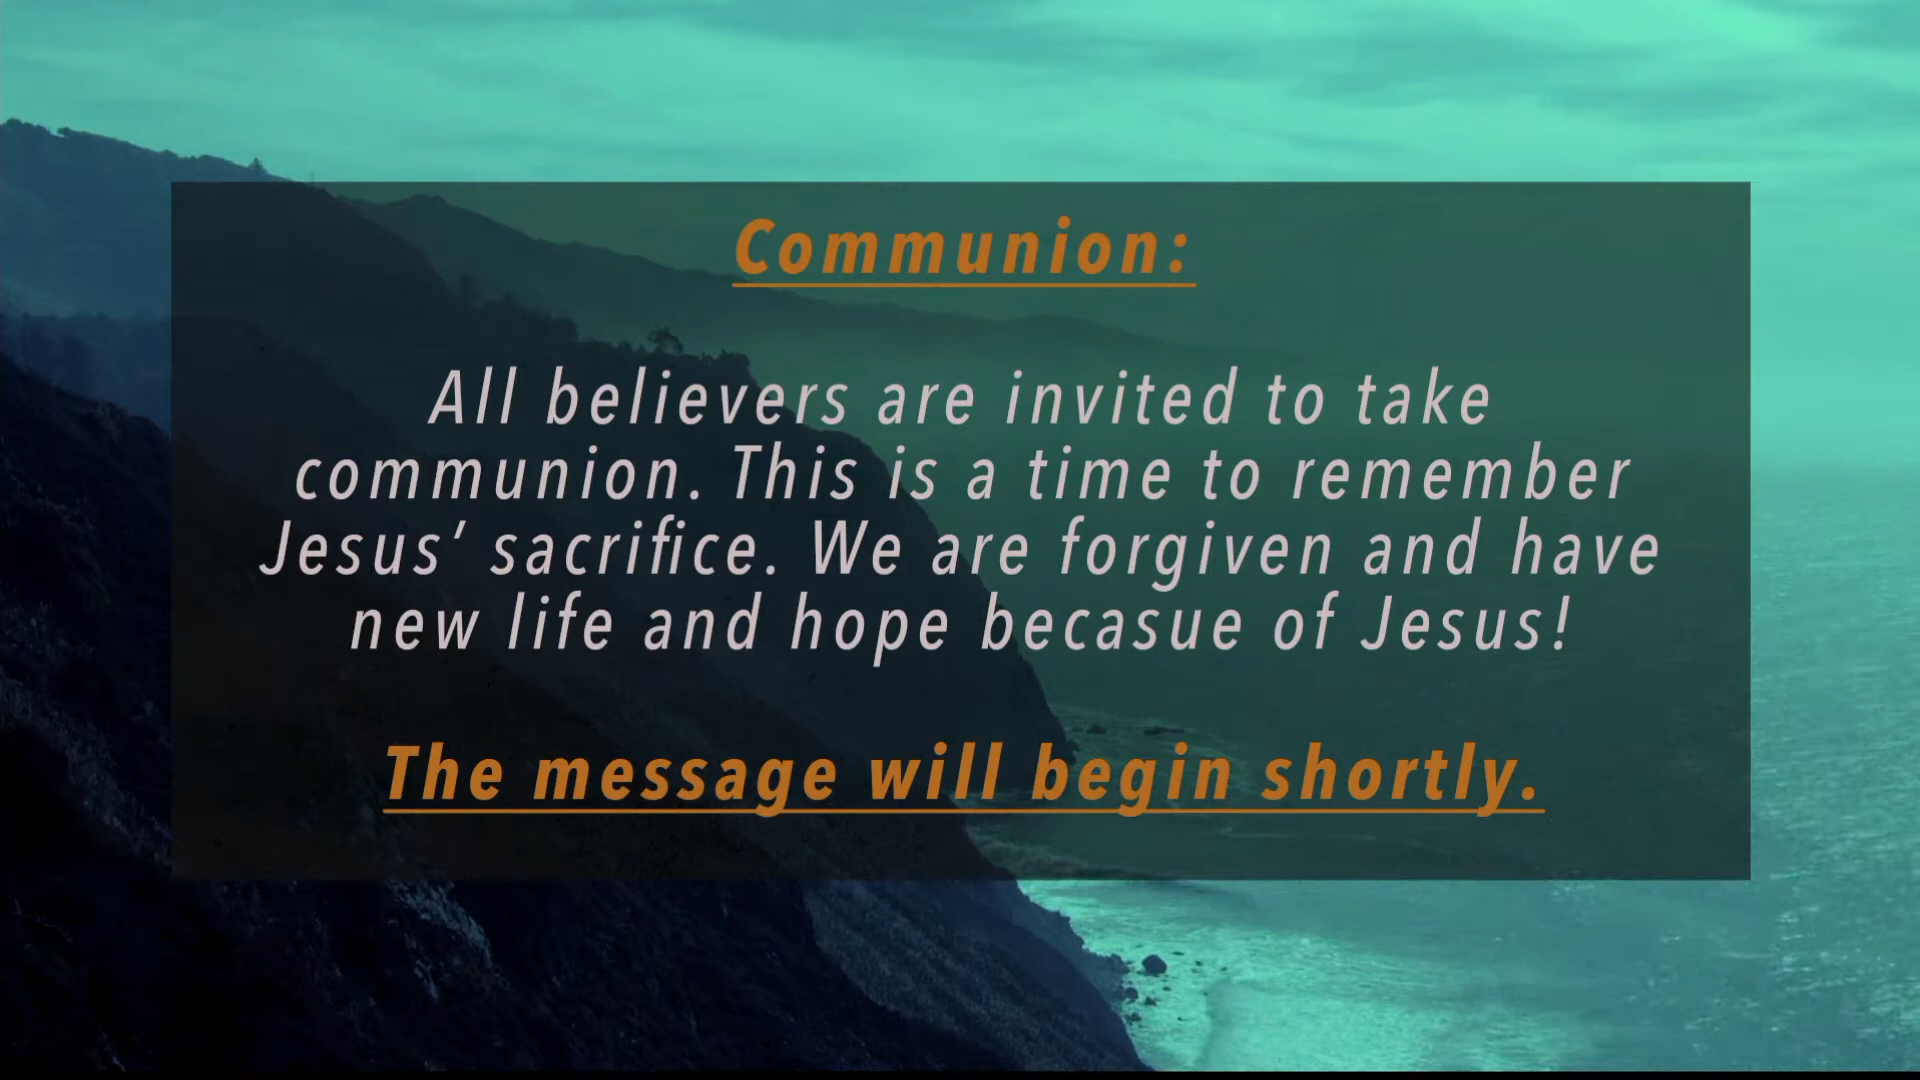 Communion:
All believers are invited to take
communion. This is a time to remember
Jesus’ sacrifice. We are forgiven and have
new life and hope becasue of Jesus!
The message will begin shortly.